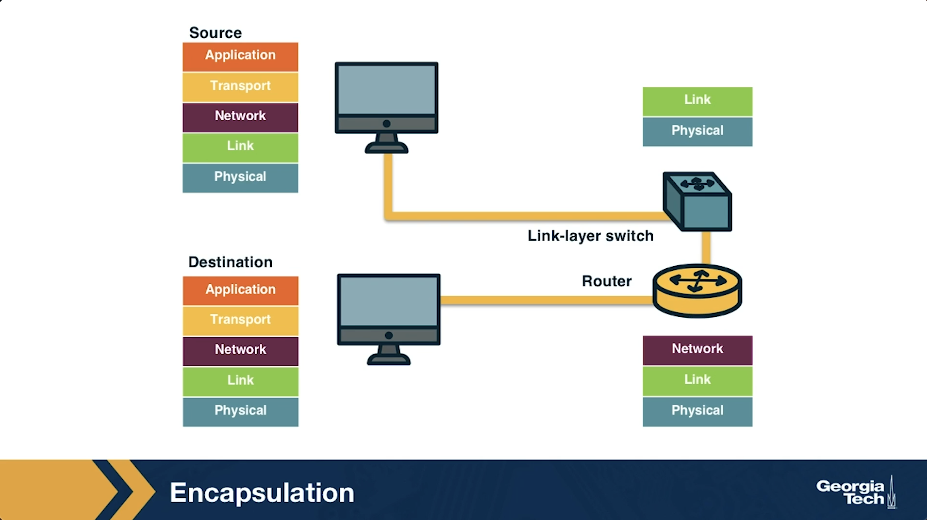 Source
Application
Transport
Network
Link
Physical
Link
Physical
Link-layer switch
Destination
Application
Transport
Network
Link
Physical
Router
Network
Link
Physical
Encapsulation
Georgia
Tech